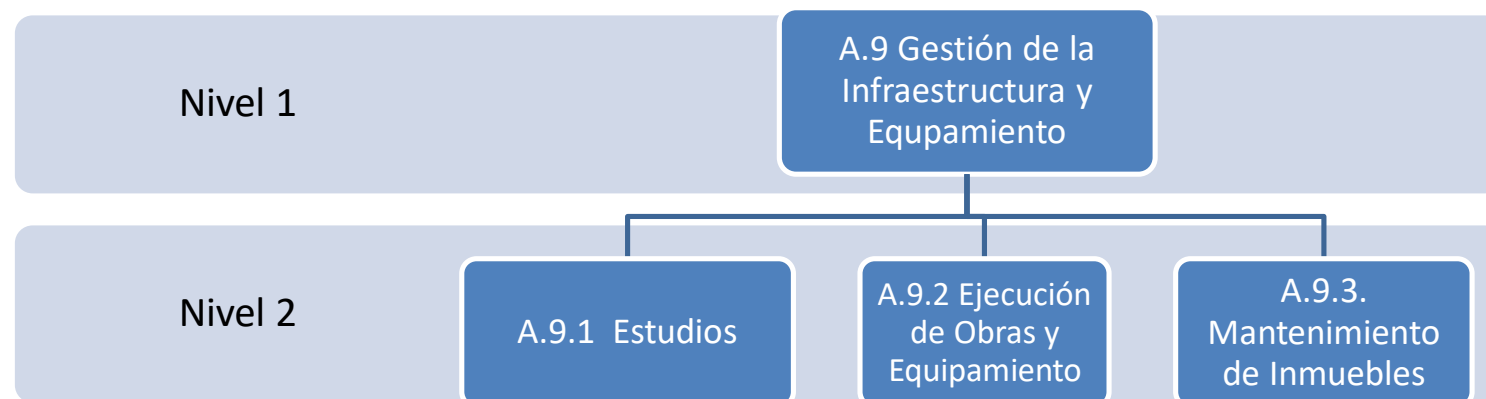 Nivel 1
A.9 Gestión de la
Infraestructura y
Equpamiento
Nivel 2
A.9.1  Estudios
A.9.2 Ejecución
de Obras y
Equipamiento
A.9.3.
Mantenimiento
de Inmuebles